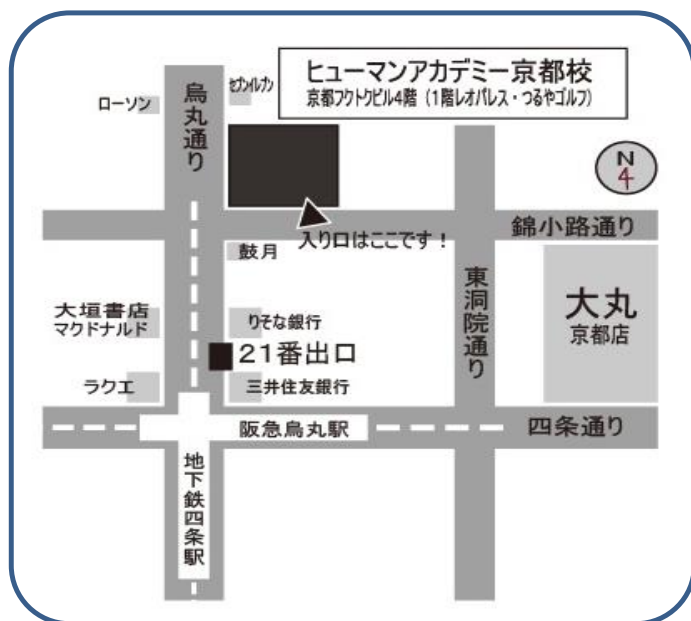 ヒューマンアカデミー京都校
京都フクトクビル4階（1階レオパレス・つるやゴルフ）
セブンイレブン
ローソン
烏丸通り
N
4
入り口はここです！
錦小路通り
鼓月
東洞院通り
大丸
京都店
大垣書店
マクドナルド
りそな銀行
21番出口
ラクエ
三井住友銀行
阪急烏丸駅
四条通り
地下鉄四条駅